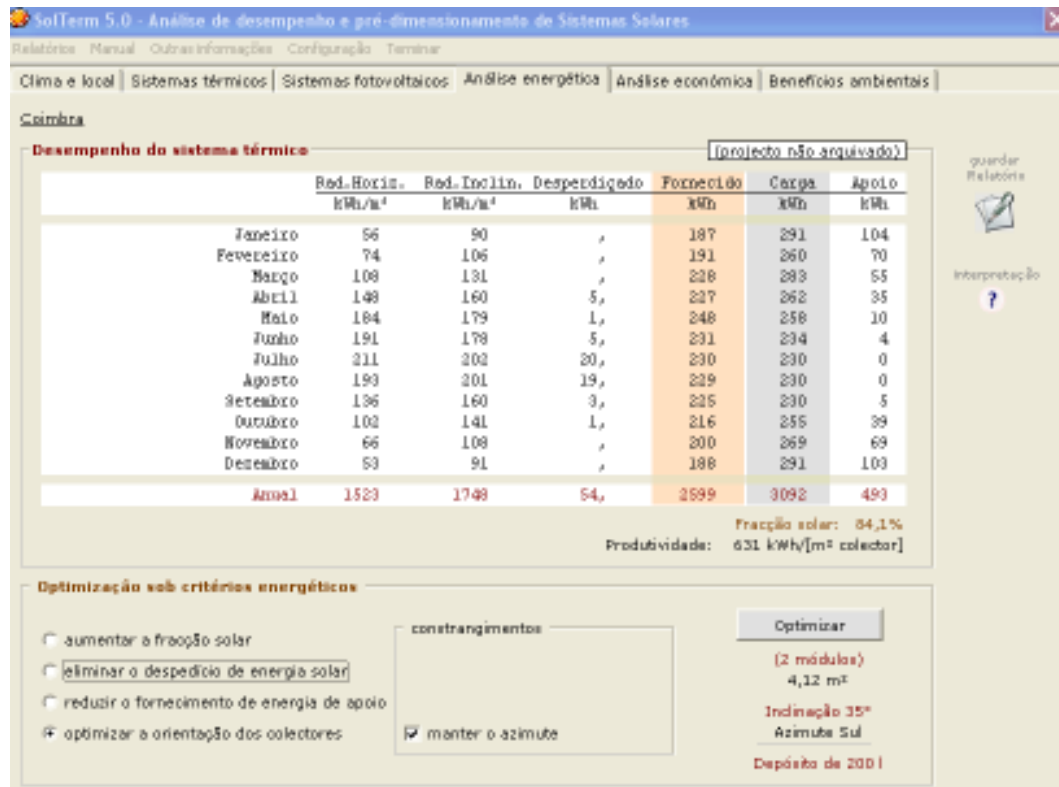 SolTerm 5.0 - Análise de desempenho e pré-dimensionamento de Sistemas Solares
Relatórios Manual Outras informações Configuração Terminar
Clima e local Sistemas térmicos Sistemas fotovoltaicos Análise energética Análise económica Benefícios ambientais
Coimbra
Desempenho do sistema térmico (projecto não arquivado)
guardar
Relatório
Rad.Horiz. Rad.Inclin. Desperdiçado Fornecido Carga Apoio
kWh/m² kWh/m² kWh kWh kWh kWh
Janeiro 56 90 , 187 291 104
Fevereiro 74 106 , 191 260 70
Março 108 131 , 228 283 55
interpretação
Abril 148 160 5, 227 262 35
?
Maio 184 179 1, 248 258 10
Junho 191 178 5, 231 234 4
Julho 211 202 20, 230 230 0
Agosto 193 201 19, 229 230 0
Setembro 136 160 3, 225 230 5
Outubro 102 141 1, 216 255 39
Novembro 66 108 , 200 269 69
Dezembro 53 91 , 188 291 103
Anual 1523 1748 54, 2599 3092 493
Fracção solar: 84,1%
Produtividade: 631 kWh/[m² colector]
Optimização sob critérios energéticos
aumentar a fracção solar
eliminar o despedício de energia solar
reduzir o fornecimento de energia de apoio
optimizar a orientação dos colectores
constrangimentos
manter o azimute
Optimizar
(2 módulos)
4,12 m²
Inclinação 35°
Azimute Sul
Depósito de 200 l